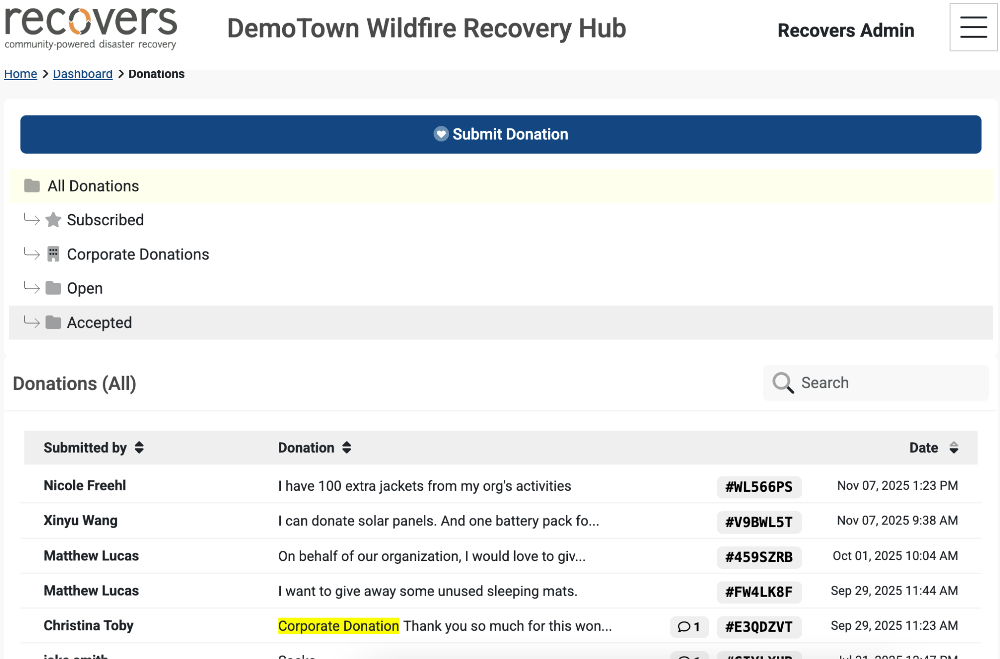 recovers
community-powered disaster recovery
DemoTown Wildfire Recovery Hub
Recovers Admin
Home > Dashboard > Donations
Submit Donation
All Donations
Subscribed
Corporate Donations
Open
Accepted
Donations (All)
Search
Submitted by Donation Date
Nicole Freehl I have 100 extra jackets from my org's activities #WL566PS Nov 07, 2025 1:23 PM
Xinyu Wang I can donate solar panels. And one battery pack fo... #V9BWL5T Nov 07, 2025 9:38 AM
Matthew Lucas On behalf of our organization, I would love to giv... #459SZRB Oct 01, 2025 10:04 AM
Matthew Lucas I want to give away some unused sleeping mats. #FW4LK8F Sep 29, 2025 11:44 AM
Christina Toby Corporate Donation Thank you so much for this won... 1 #E3QDZVT Sep 29, 2025 11:23 AM